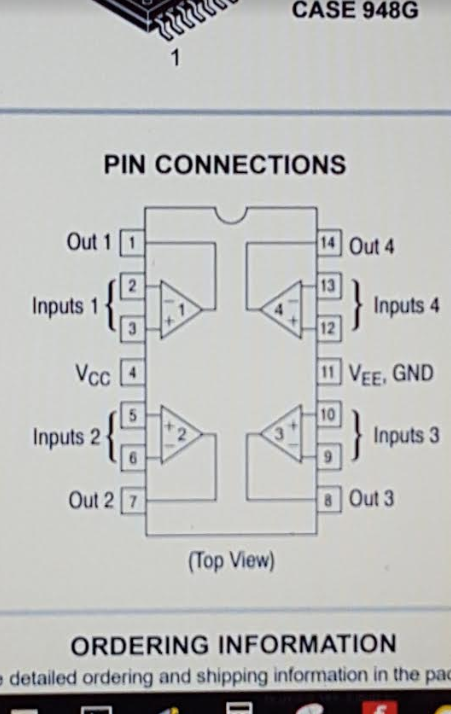 CASE 948G
1
PIN CONNECTIONS
Out 1 1 14 Out 4
2 13
Inputs 1 { − 1 4 − } Inputs 4
3 + + 12
VCC 4 11 VEE, GND
5 + + 10
Inputs 2 { 2 3 } Inputs 3
6 − − 9
Out 2 7 8 Out 3
(Top View)
ORDERING INFORMATION
detailed ordering and shipping information in the